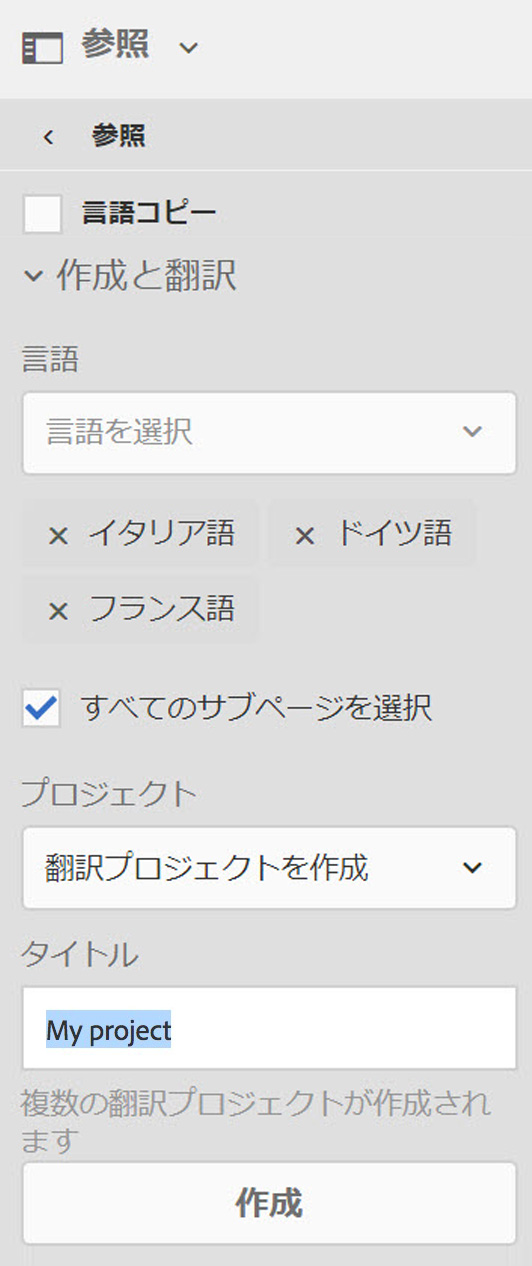 参照
参照
言語コピー
作成と翻訳
言語
言語を選択
× イタリア語 × ドイツ語
× フランス語
すべてのサブページを選択
プロジェクト
翻訳プロジェクトを作成
タイトル
My project
複数の翻訳プロジェクトが作成され
ます
作成